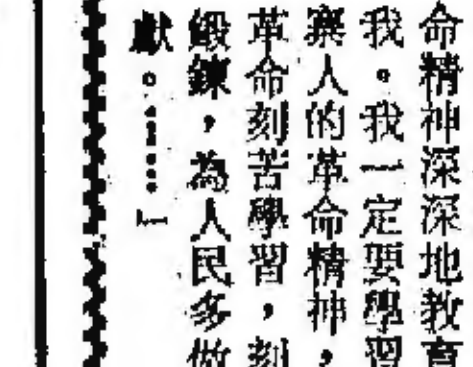 命精神深深地教育
我。我一定要學習
寨人的革命精神，
革命刻苦學習，刻
鍛鍊，為人民多做
獻。……」